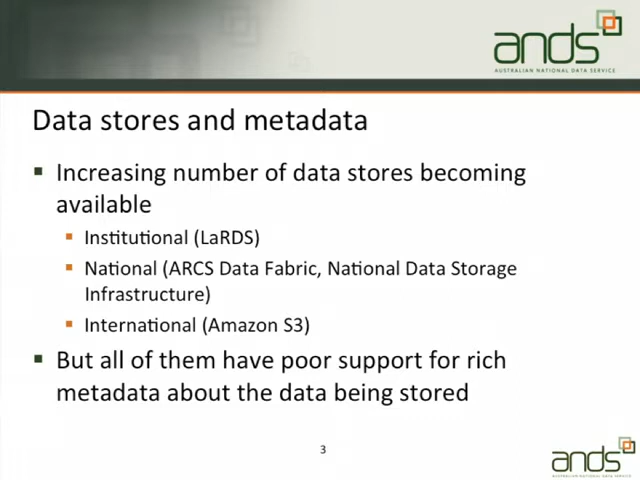 ands
AUSTRALIAN NATIONAL DATA SERVICE
Data stores and metadata
Increasing number of data stores becoming
available
Institutional (LaRDS)
National (ARCS Data Fabric, National Data Storage
Infrastructure)
International (Amazon S3)
But all of them have poor support for rich
metadata about the data being stored
3
ands
AUSTRALIAN NATIONAL DATA SERVICE